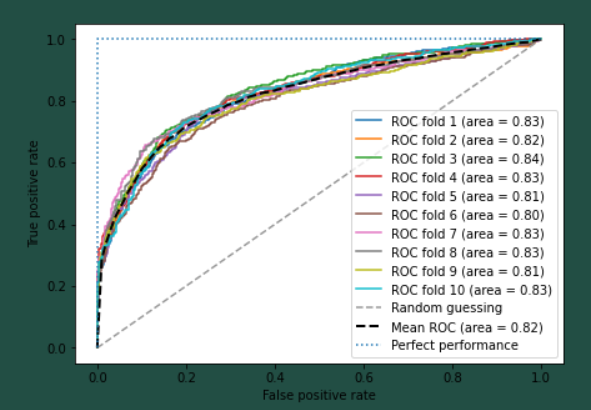 1.0
0.8
0.6
0.4
0.2
0.0
True positive rate
ROC fold 1 (area = 0.83)
ROC fold 2 (area = 0.82)
ROC fold 3 (area = 0.84)
ROC fold 4 (area = 0.83)
ROC fold 5 (area = 0.81)
ROC fold 6 (area = 0.80)
ROC fold 7 (area = 0.83)
ROC fold 8 (area = 0.83)
ROC fold 9 (area = 0.81)
ROC fold 10 (area = 0.83)
Random guessing
Mean ROC (area = 0.82)
Perfect performance
0.0 0.2 0.4 0.6 0.8 1.0
False positive rate